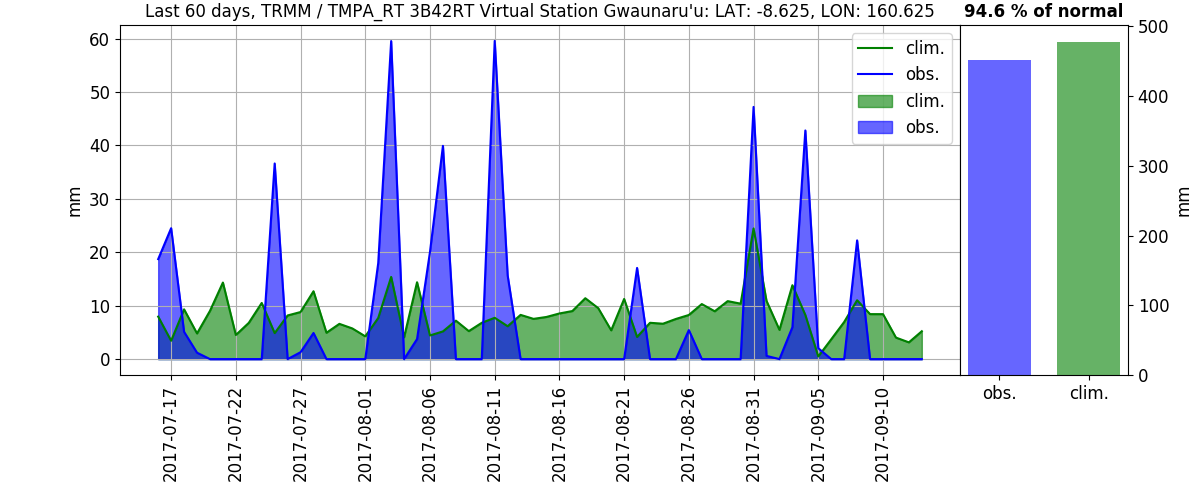 Last 60 days, TRMM / TMPA_RT 3B42RT Virtual Station Gwaunaru'u: LAT: -8.625, LON: 160.625
94.6 % of normal
60
50
40
30
20
10
0
mm
clim.
obs.
clim.
obs.
2017-07-17
2017-07-22
2017-07-27
2017-08-01
2017-08-06
2017-08-11
2017-08-16
2017-08-21
2017-08-26
2017-08-31
2017-09-05
2017-09-10
500
400
300
200
100
0
mm
obs.
clim.